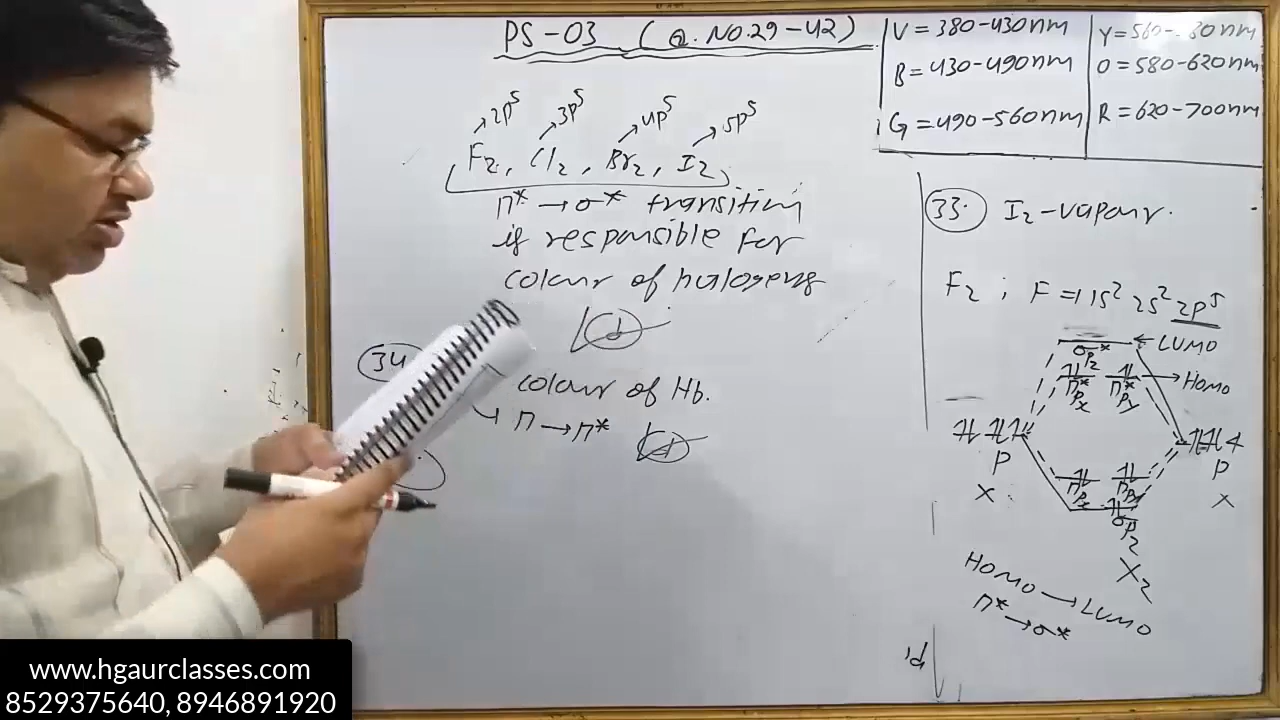 PS-03 (Q. NO. 29-42)
V = 380-430nm
B = 430-490nm
G = 490-560nm
O = 580-620nm
R = 620-700nm
2p⁵ 3p⁵ 4p⁵ 5p⁵
F₂, Cl₂, Br₂, I₂
π* → σ* transition
is responsible for
colour of halogens
d
34
colour of Hb.
π → π*
d
33. I₂-vapour.
F₂ ; F = 1s² 2s² 2p⁵
← LUMO
σ*pz
→ HOMO
π*px π*py
P P
X X
πpx πpy
σpz
X₂
HOMO → LUMO
π* → σ*
www.hgaurclasses.com
8529375640, 8946891920